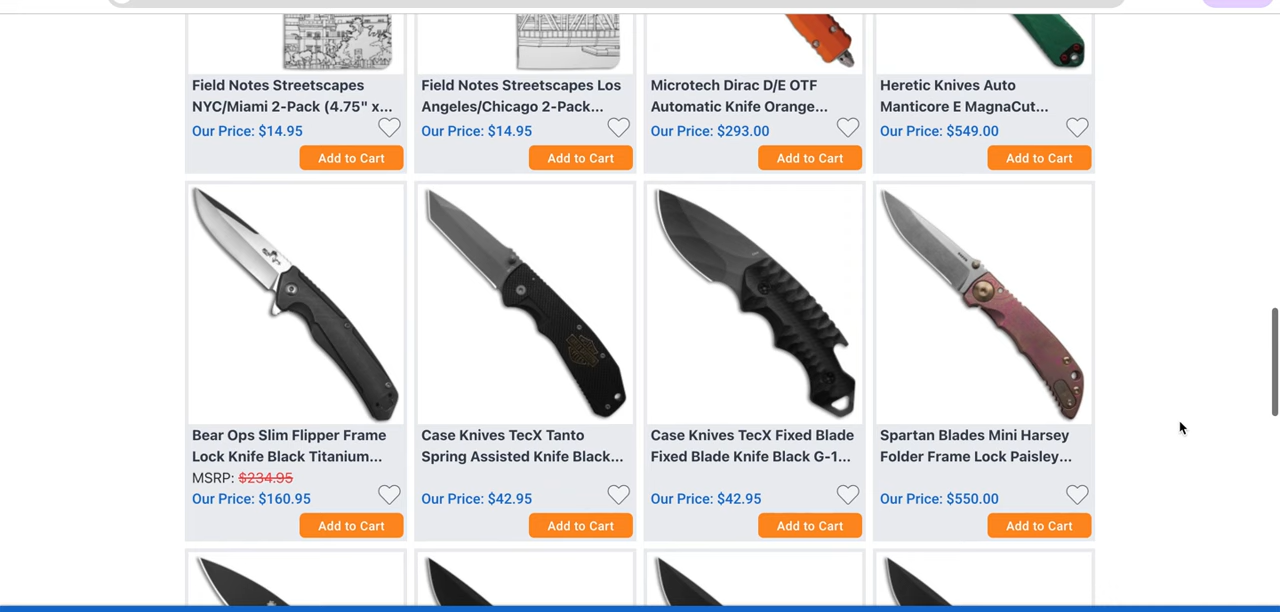 Field Notes Streetscapes
NYC/Miami 2-Pack (4.75" x...
Our Price: $14.95
Add to Cart
Field Notes Streetscapes Los
Angeles/Chicago 2-Pack...
Our Price: $14.95
Add to Cart
Microtech Dirac D/E OTF
Automatic Knife Orange...
Our Price: $293.00
Add to Cart
Heretic Knives Auto
Manticore E MagnaCut...
Our Price: $549.00
Add to Cart
Bear Ops Slim Flipper Frame
Lock Knife Black Titanium...
MSRP: $234.95
Our Price: $160.95
Add to Cart
Case Knives TecX Tanto
Spring Assisted Knife Black...
Our Price: $42.95
Add to Cart
Case Knives TecX Fixed Blade
Fixed Blade Knife Black G-1...
Our Price: $42.95
Add to Cart
Spartan Blades Mini Harsey
Folder Frame Lock Paisley...
Our Price: $550.00
Add to Cart